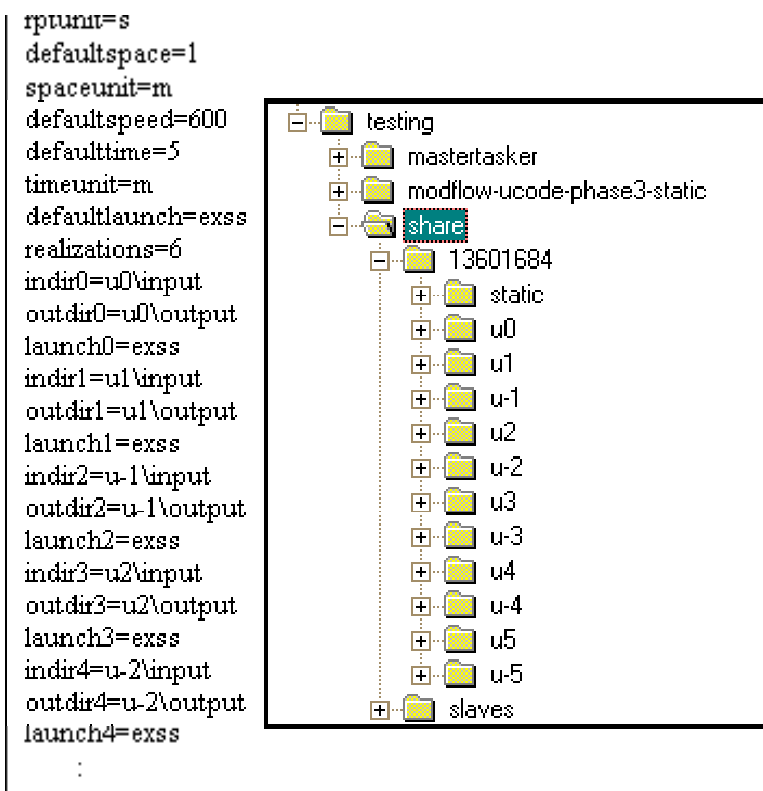 rptunit=s
defaultspace=1
spaceunit=m
defaultspeed=600
defaulttime=5
timeunit=m
defaultlaunch=exss
realizations=6
indir0=u0\input
outdir0=u0\output
launch0=exss
indir1=u1\input
outdir1=u1\output
launch1=exss
indir2=u-1\input
outdir2=u-1\output
launch2=exss
indir3=u2\input
outdir3=u2\output
launch3=exss
indir4=u-2\input
outdir4=u-2\output
launch4=exss
:
testing
mastertasker
modflow-ucode-phase3-static
share
13601684
static
u0
u1
u-1
u2
u-2
u3
u-3
u4
u-4
u5
u-5
slaves